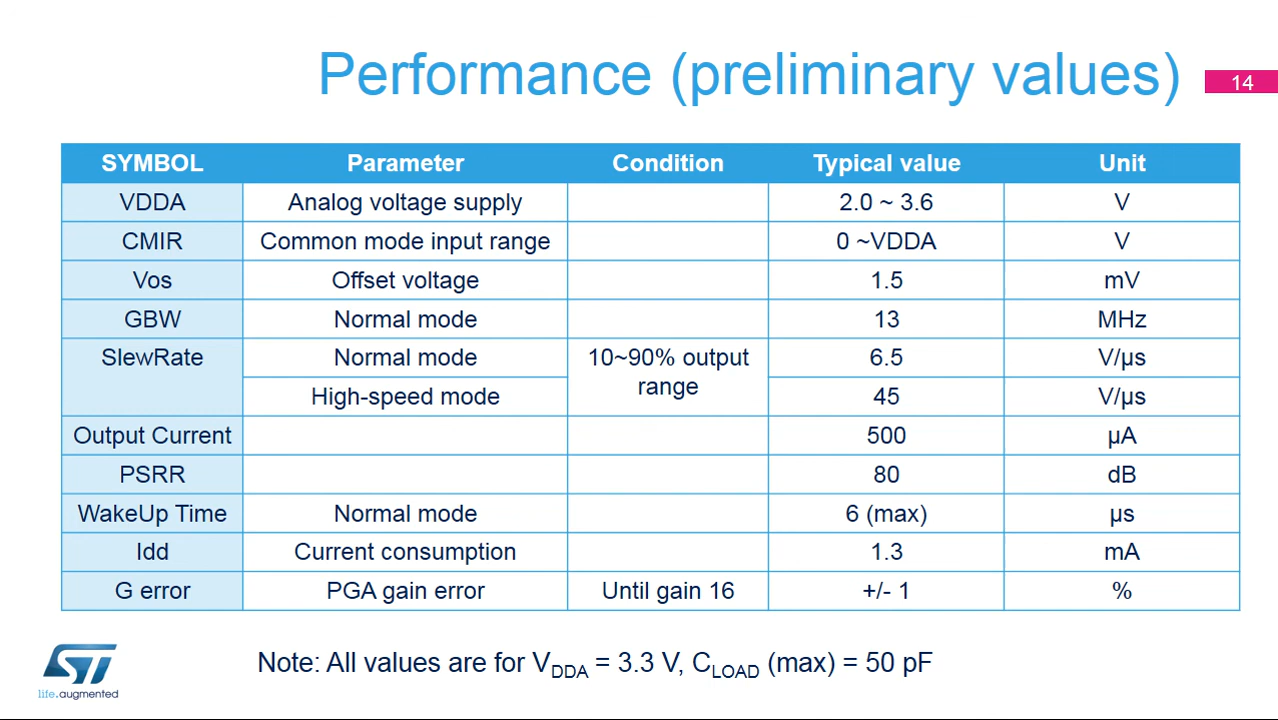 Performance (preliminary values)
14
SYMBOL Parameter Condition Typical value Unit
VDDA Analog voltage supply 2.0 ~ 3.6 V
CMIR Common mode input range 0 ~VDDA V
Vos Offset voltage 1.5 mV
GBW Normal mode 13 MHz
SlewRate Normal mode 10~90% output range 6.5 V/µs
High-speed mode 45 V/µs
Output Current 500 µA
PSRR 80 dB
WakeUp Time Normal mode 6 (max) µs
Idd Current consumption 1.3 mA
G error PGA gain error Until gain 16 +/- 1 %
ST
life.augmented
Note: All values are for VDDA = 3.3 V, CLOAD (max) = 50 pF